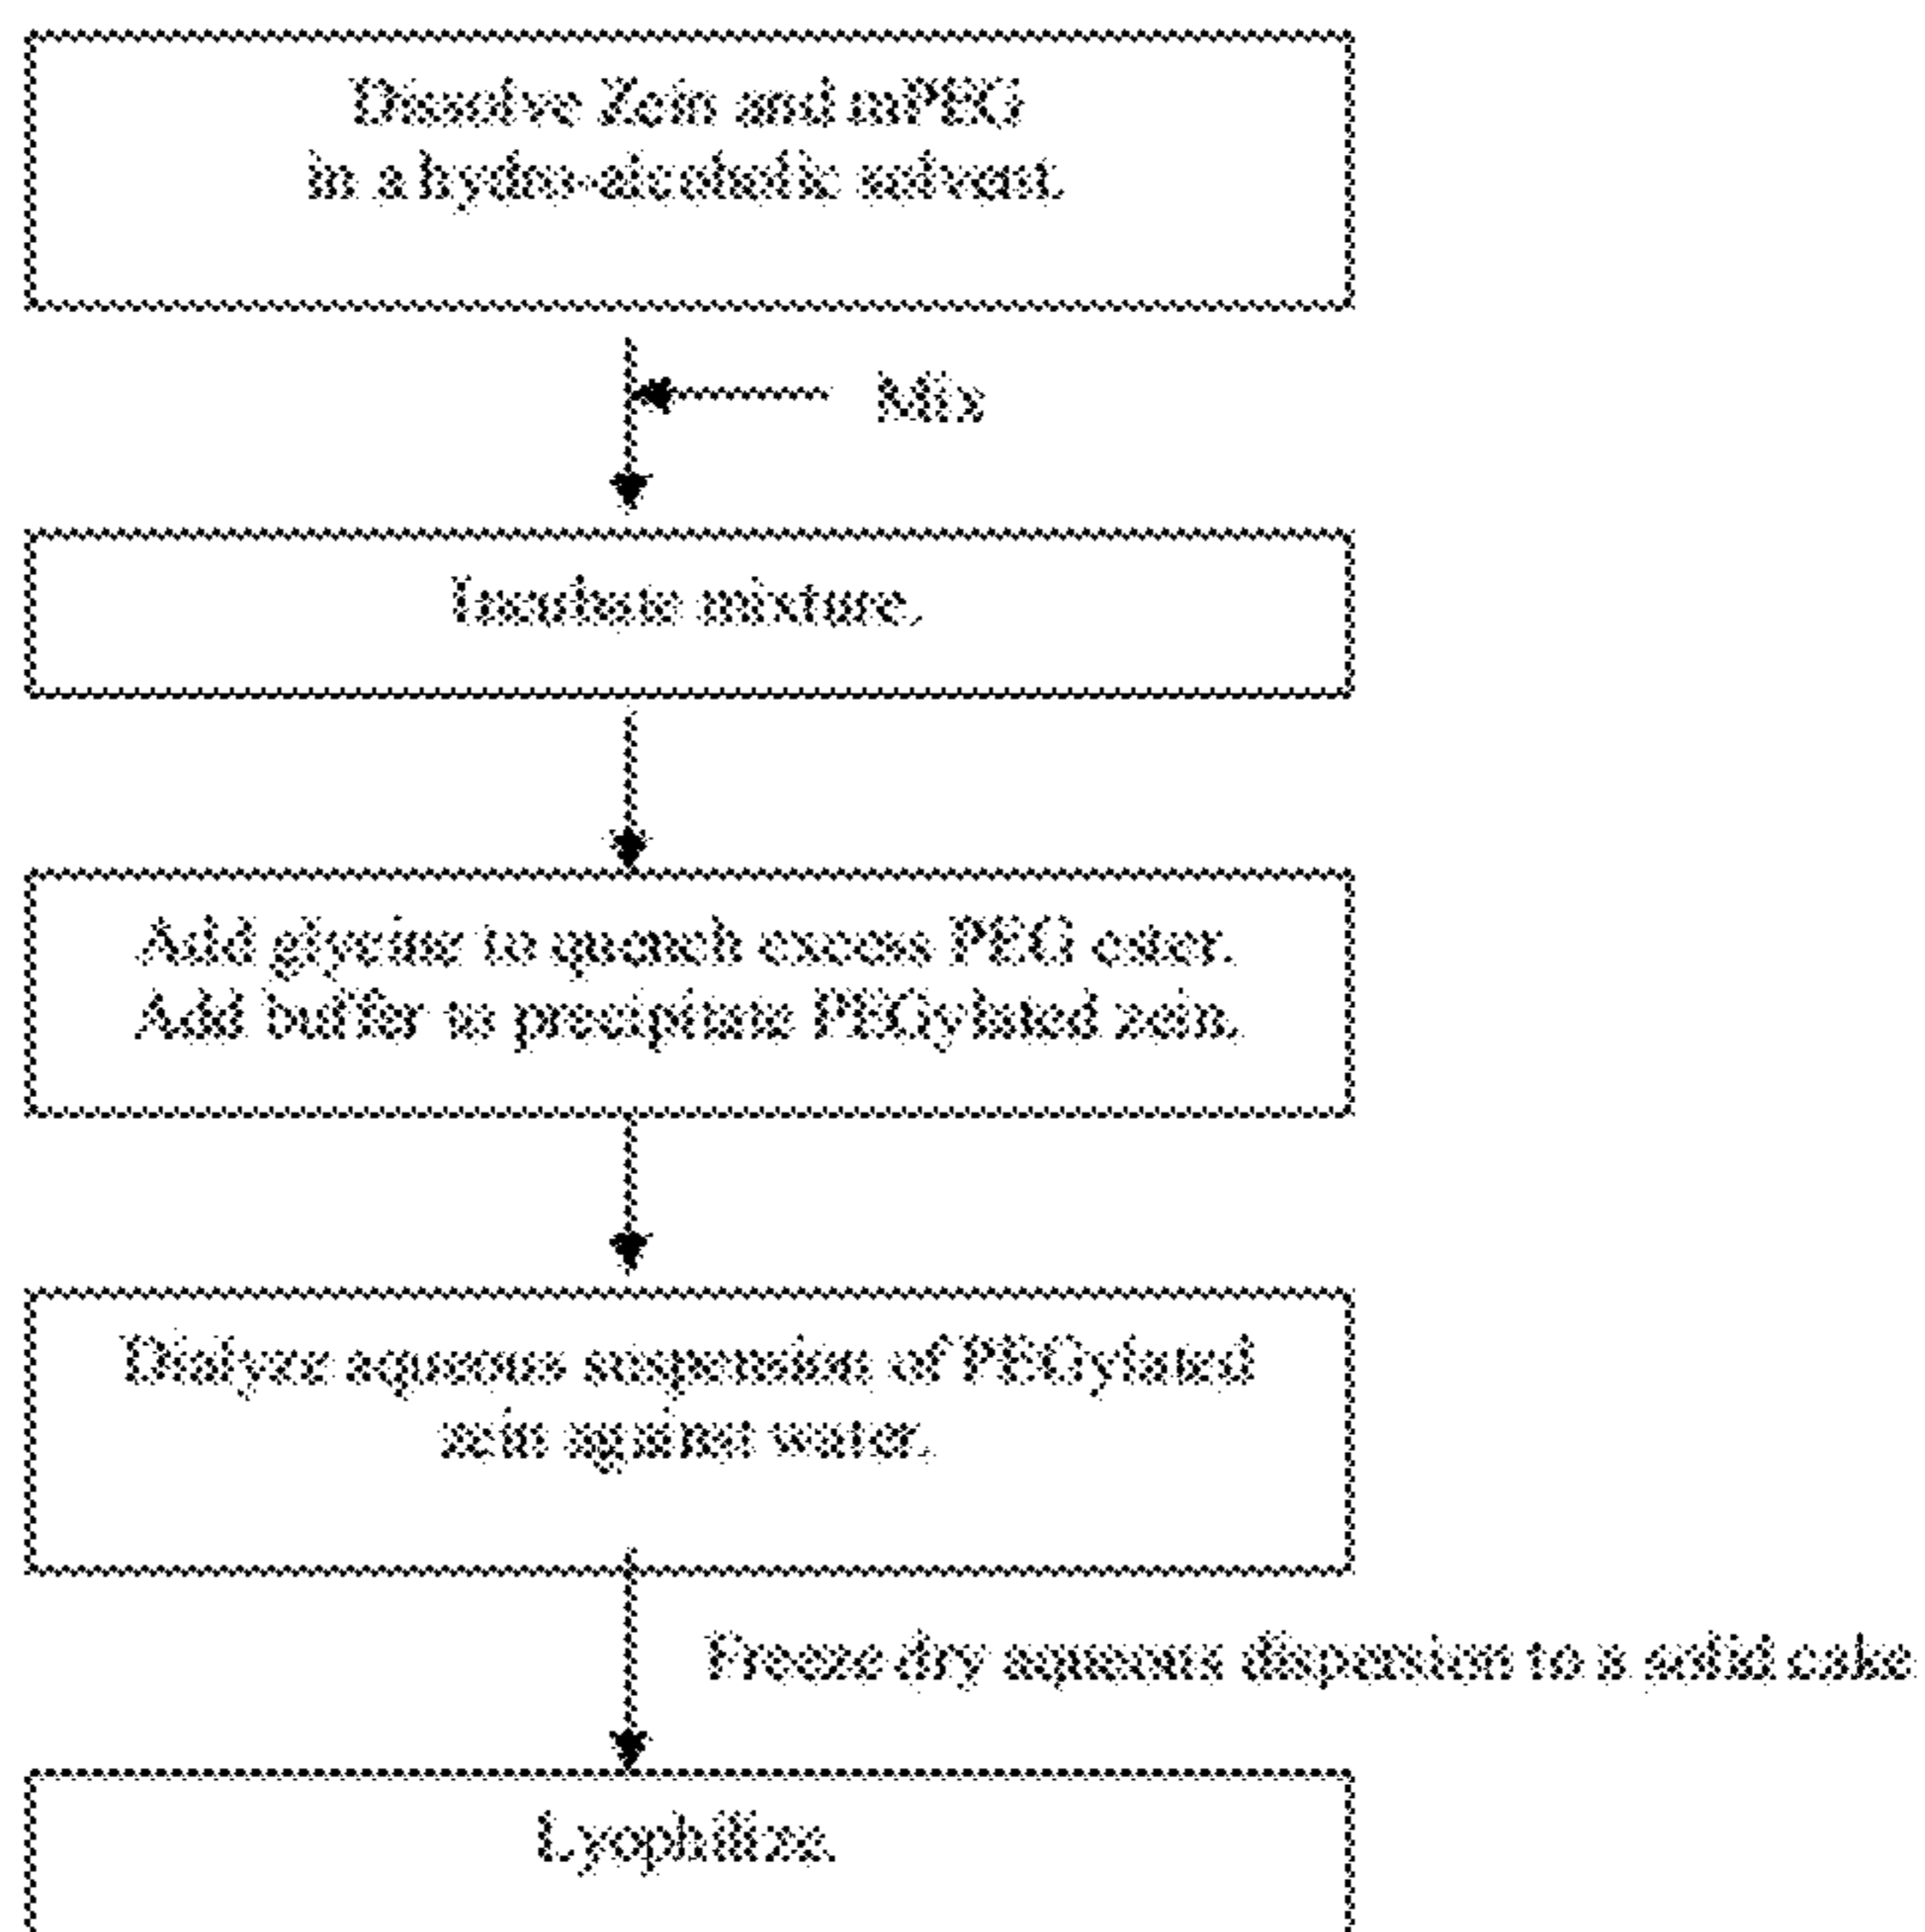 Dissolve Zein and mPEG
in a hydro-alcoholic solvent.
Mix
Incubate mixture.
Add glycine to quench excess PEG ester.
Add buffer to precipitate PEGylated zein.
Dialyze aqueous suspension of PEGylated
zein against water.
Freeze dry aqueous dispersion to a solid cake
Lyophilize.